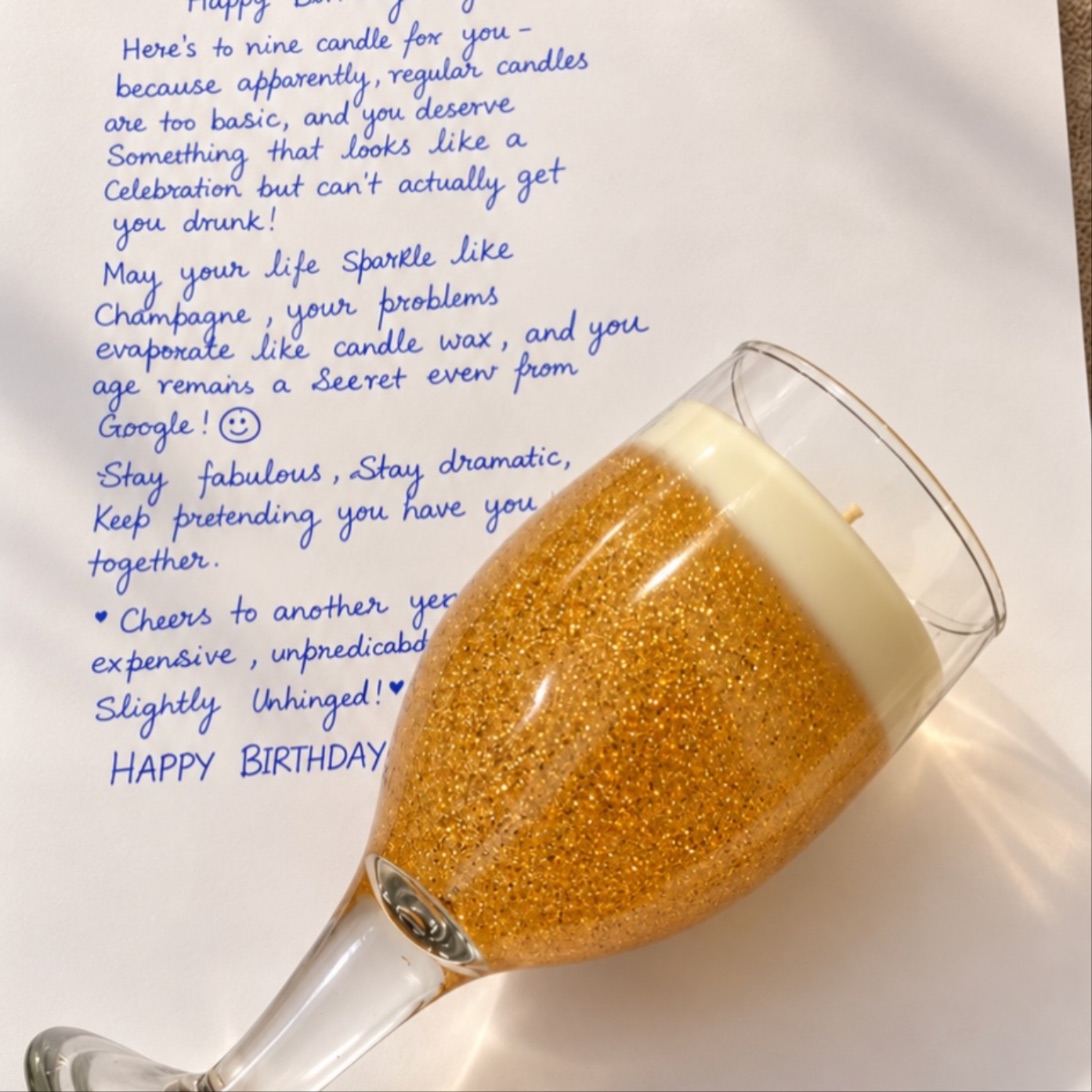 Happy
Here's to nine candle for you -
because apparently, regular candles
are too basic, and you deserve
Something that looks like a
Celebration but can't actually get
you drunk!
May your life Sparkle like
Champagne, your problems
evaporate like candle wax, and you
age remains a Seeret even from
Google! ☺
Stay fabulous, Stay dramatic,
Keep pretending you have you
together.
♥ Cheers to another
expensive,
Slightly Unhinged! ♥
HAPPY BIRTHDAY